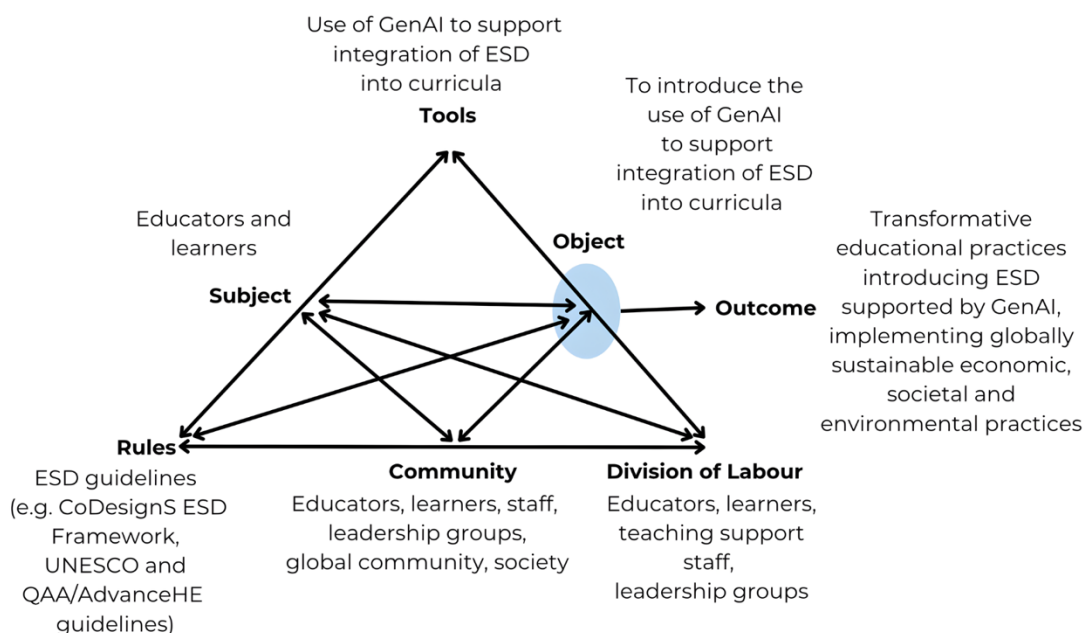 Use of GenAI to support
integration of ESD
into curricula
Tools
To introduce the
use of GenAI
to support
integration of ESD
into curricula
Object
Educators and
learners
Subject
Outcome
Transformative
educational practices
introducing ESD
supported by GenAI,
implementing globally
sustainable economic,
societal and
environmental practices
Rules
ESD guidelines
(e.g. CoDesignS ESD
Framework,
UNESCO and
QAA/AdvanceHE
guidelines)
Community
Educators, learners, staff,
leadership groups,
global community, society
Division of Labour
Educators, learners,
teaching support
staff,
leadership groups